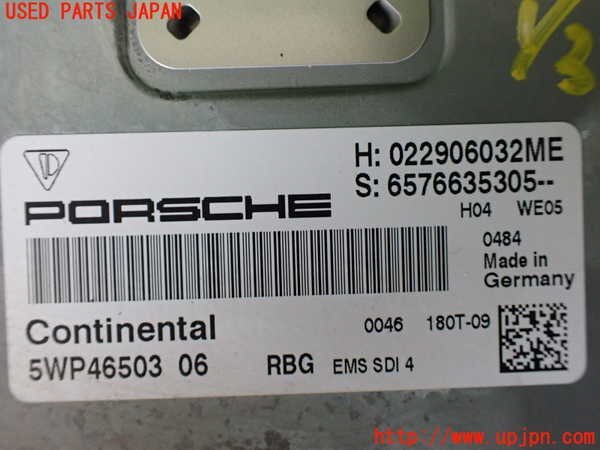 USED PARTS JAPAN
V3
H: 022906032ME
S: 6576635305--
PORSCHE
H04 WE05
0484
Made in
Germany
Continental
0046 180T-09
5WP46503 06 RBG EMS SDI 4
http://www.upjpn.com/